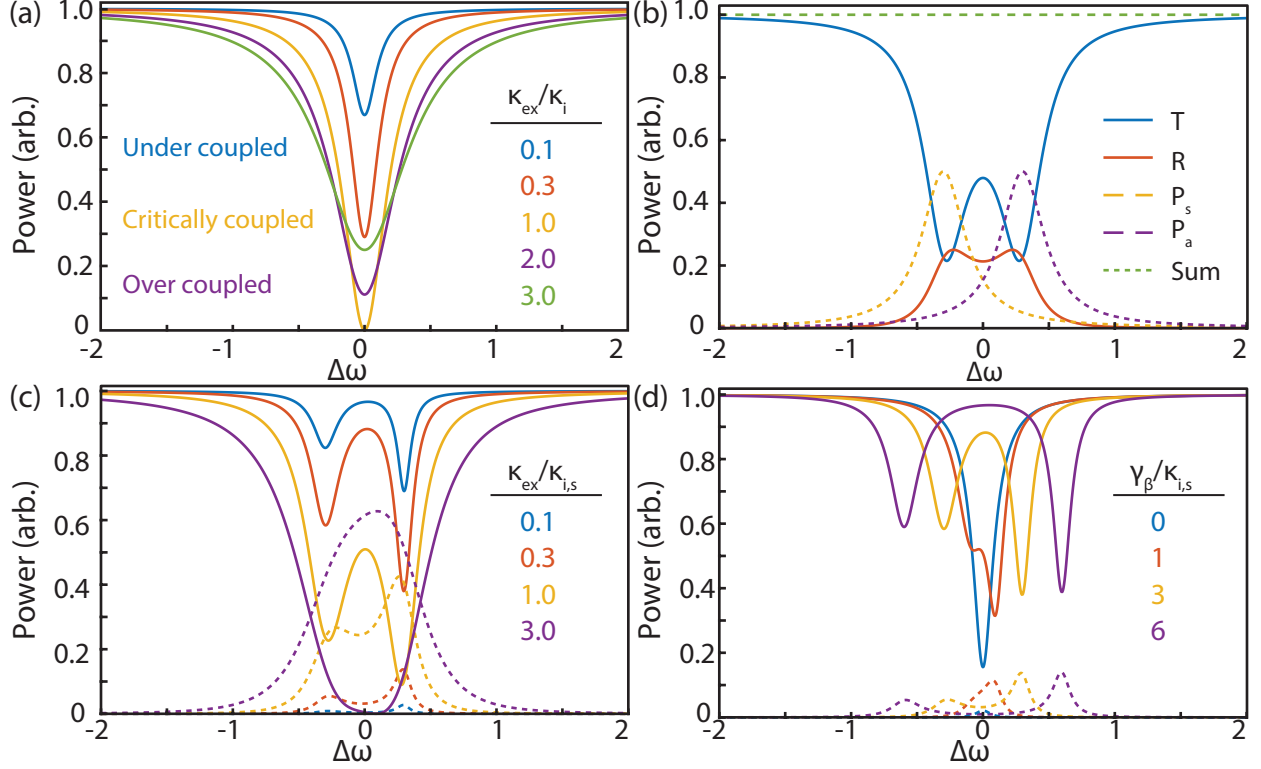 (a)
Power (arb.)
1.0
0.8
0.6
0.4
0.2
0
-2
-1
0
1
2
Δω
Under coupled
Critically coupled
Over coupled
κex/κi
0.1
0.3
1.0
2.0
3.0
(b)
Power (arb.)
1.0
0.8
0.6
0.4
0.2
0
-2
-1
0
1
2
Δω
T
R
Ps
Pa
Sum
(c)
Power (arb.)
1.0
0.8
0.6
0.4
0.2
0
-2
-1
0
1
2
Δω
κex/κi,s
0.1
0.3
1.0
3.0
(d)
Power (arb.)
1.0
0.8
0.6
0.4
0.2
0
-2
-1
0
1
2
Δω
γβ/κi,s
0
1
3
6